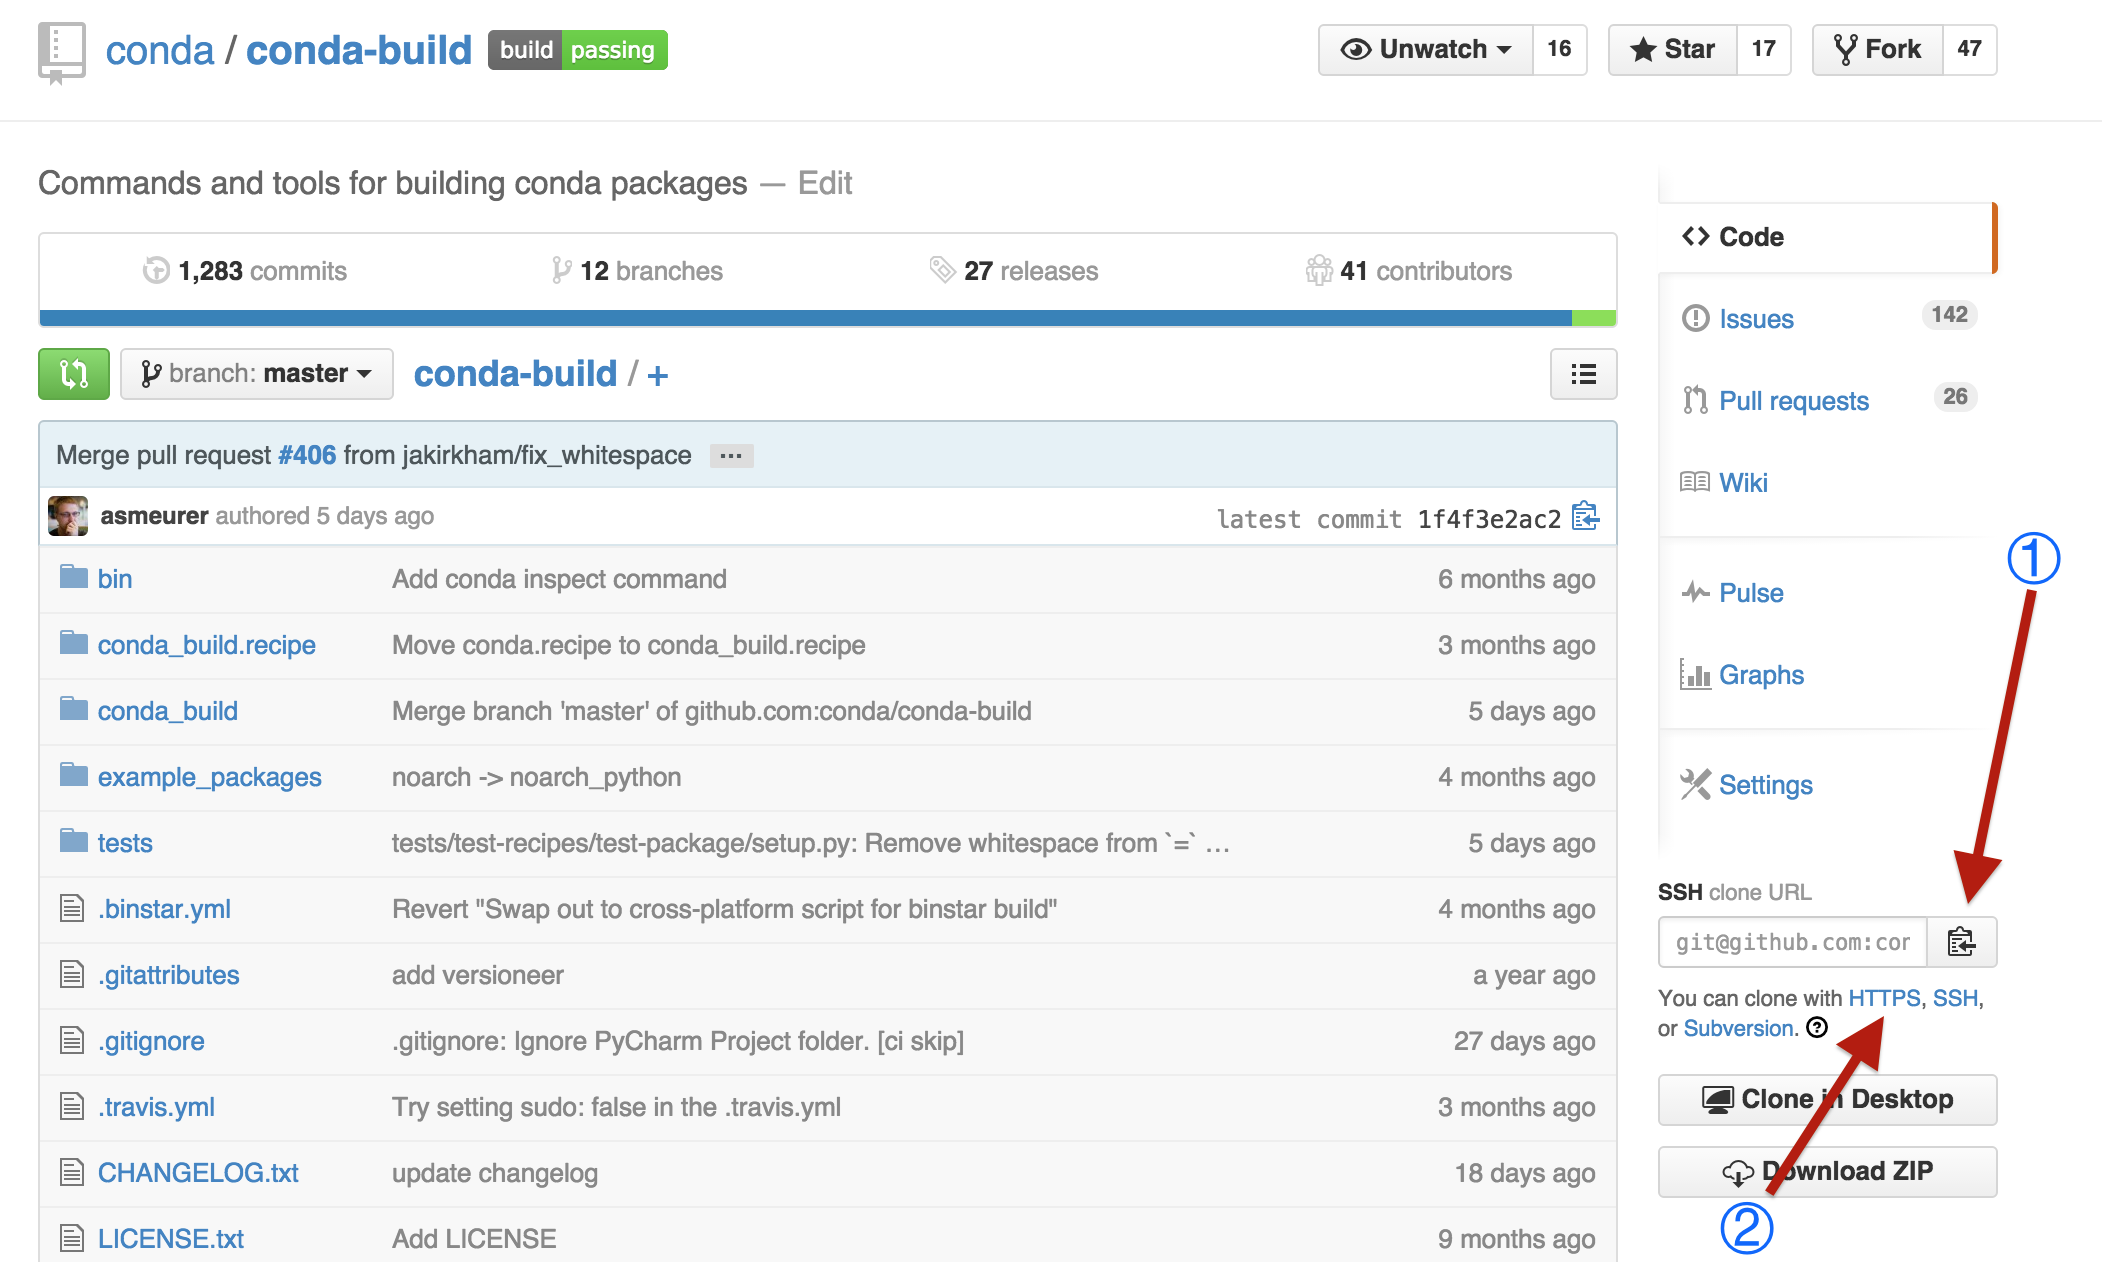 conda / conda-build build passing
Unwatch 16 Star 17 Fork 47
Commands and tools for building conda packages — Edit
1,283 commits 12 branches 27 releases 41 contributors
branch: master conda-build / +
Merge pull request #406 from jakirkham/fix_whitespace ...
asmeurer authored 5 days ago latest commit 1f4f3e2ac2
bin Add conda inspect command 6 months ago
conda_build.recipe Move conda.recipe to conda_build.recipe 3 months ago
conda_build Merge branch 'master' of github.com:conda/conda-build 5 days ago
example_packages noarch -> noarch_python 4 months ago
tests tests/test-recipes/test-package/setup.py: Remove whitespace from `=` … 5 days ago
.binstar.yml Revert "Swap out to cross-platform script for binstar build" 4 months ago
.gitattributes add versioneer a year ago
.gitignore .gitignore: Ignore PyCharm Project folder. [ci skip] 27 days ago
.travis.yml Try setting sudo: false in the .travis.yml 3 months ago
CHANGELOG.txt update changelog 18 days ago
LICENSE.txt Add LICENSE 9 months ago
Code
Issues 142
Pull requests 26
Wiki
Pulse
Graphs
Settings
①
SSH clone URL
git@github.com:cor
You can clone with HTTPS, SSH,
or Subversion.
Clone in Desktop
Download ZIP
②